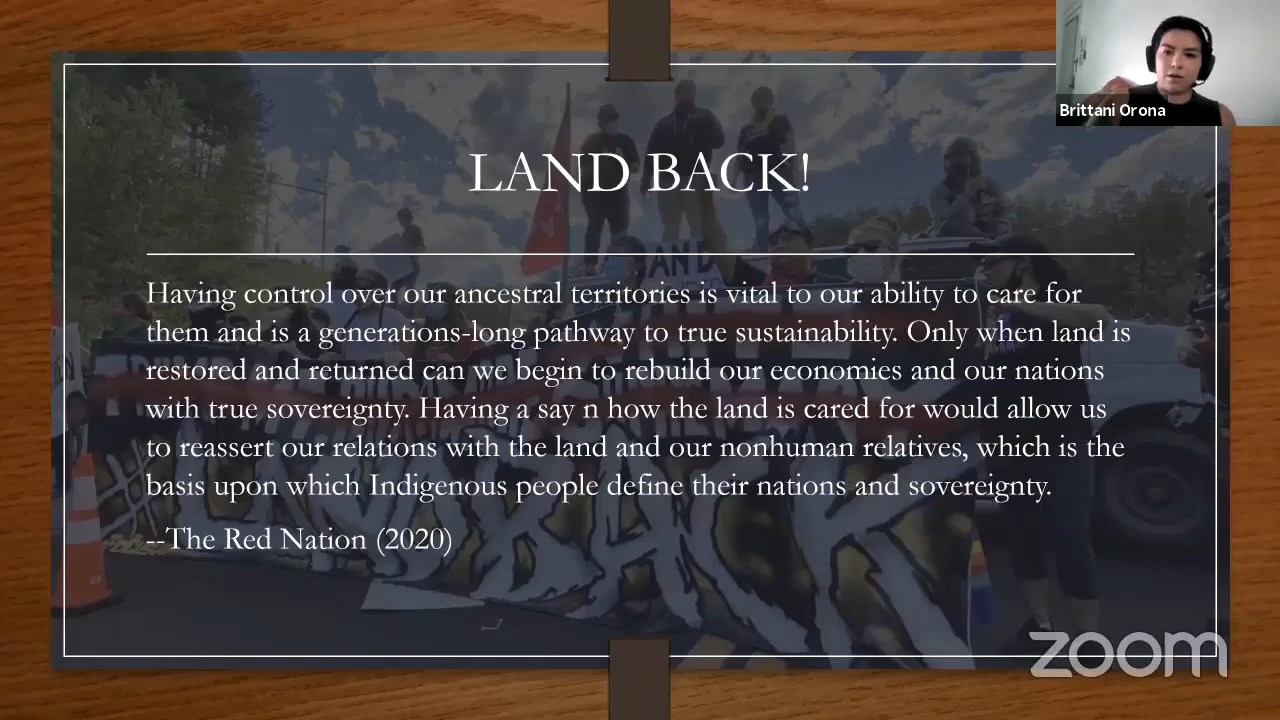 Brittani Orona
LAND BACK!
Having control over our ancestral territories is vital to our ability to care for
them and is a generations-long pathway to true sustainability. Only when land is
restored and returned can we begin to rebuild our economies and our nations
with true sovereignty. Having a say n how the land is cared for would allow us
to reassert our relations with the land and our nonhuman relatives, which is the
basis upon which Indigenous people define their nations and sovereignty.
--The Red Nation (2020)
LAND
LANDBACK
zoom